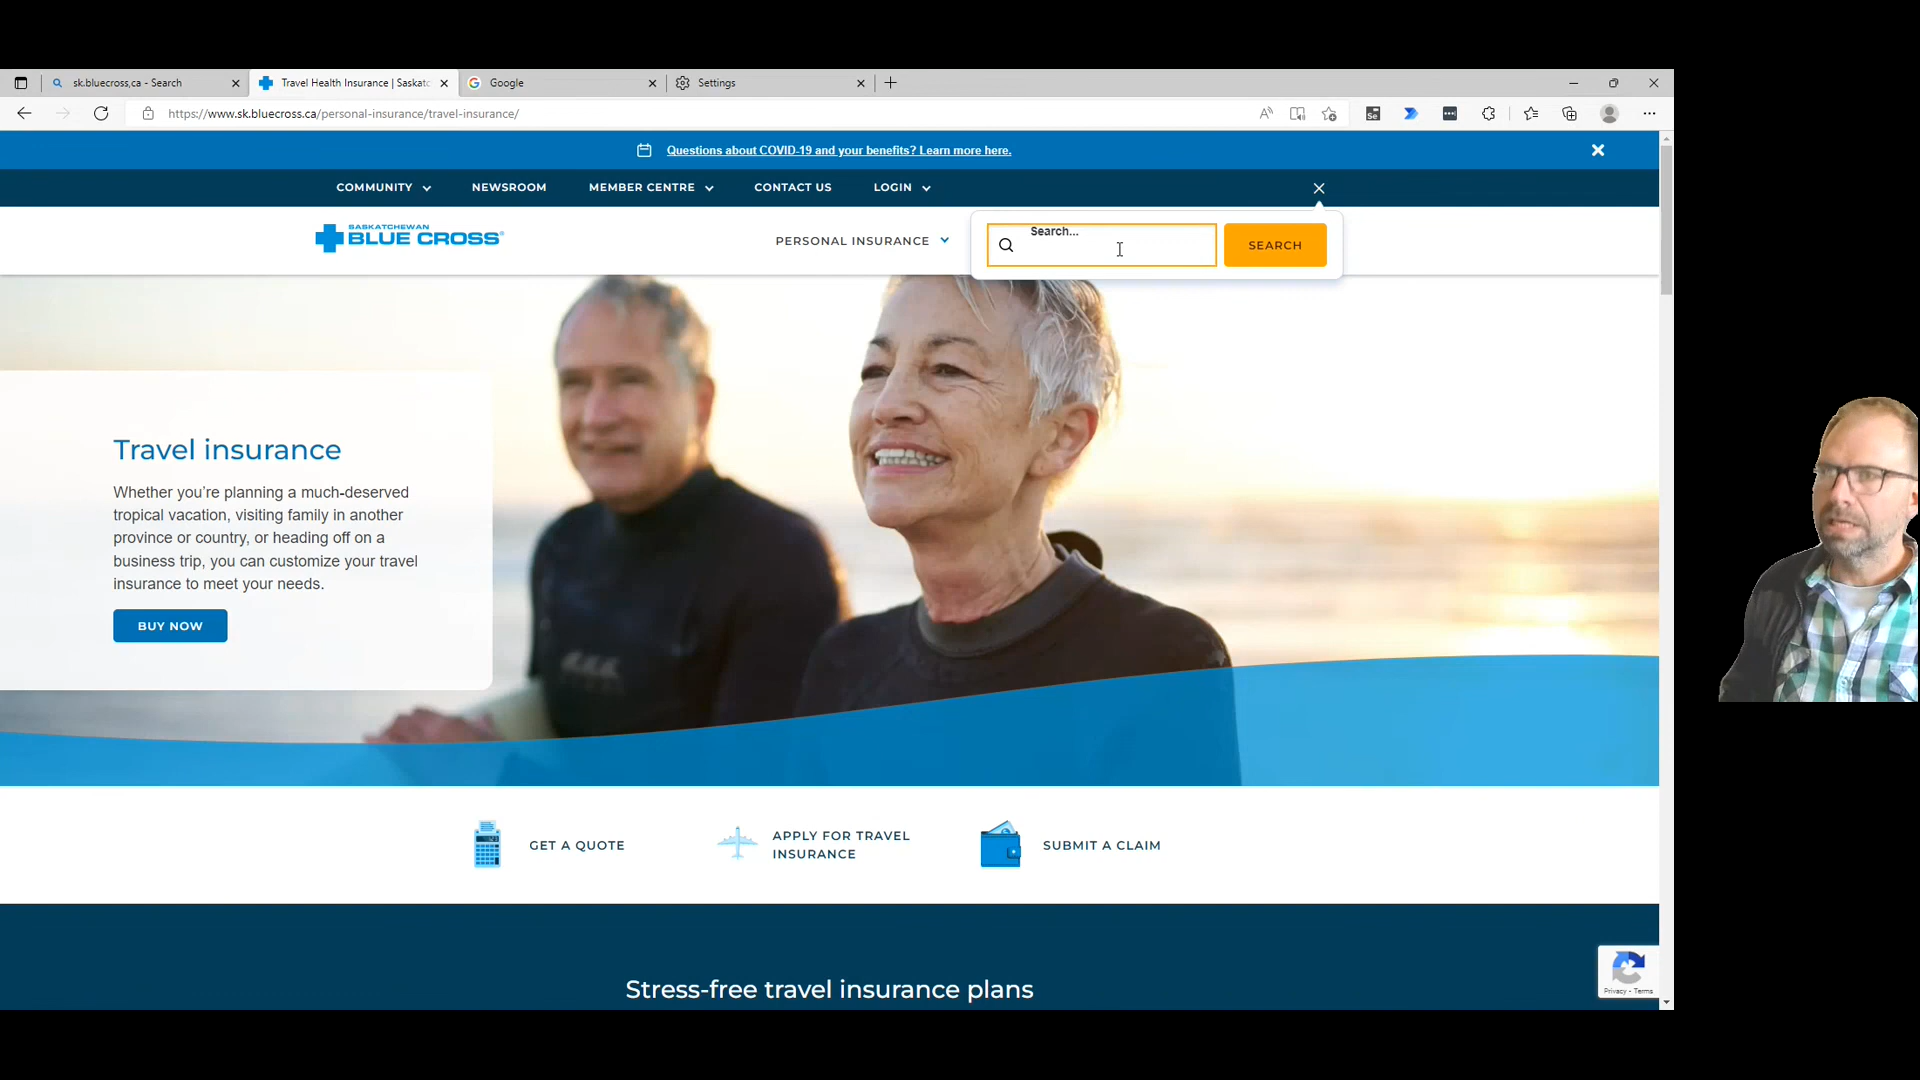 sk.bluecross,ca - Search
Travel Health Insurance | Saskatc
Google
Settings
https://www.sk.bluecross.ca/personal-insurance/travel-insurance/
Questions about COVID-19 and your benefits? Learn more here.
COMMUNITY
NEWSROOM
MEMBER CENTRE
CONTACT US
LOGIN
SASKATCHEWAN
BLUE CROSS®
PERSONAL INSURANCE
Search...
SEARCH
Travel insurance
Whether you're planning a much-deserved
tropical vacation, visiting family in another
province or country, or heading off on a
business trip, you can customize your travel
insurance to meet your needs.
BUY NOW
GET A QUOTE
APPLY FOR TRAVEL
INSURANCE
SUBMIT A CLAIM
Stress-free travel insurance plans
Privacy - Terms